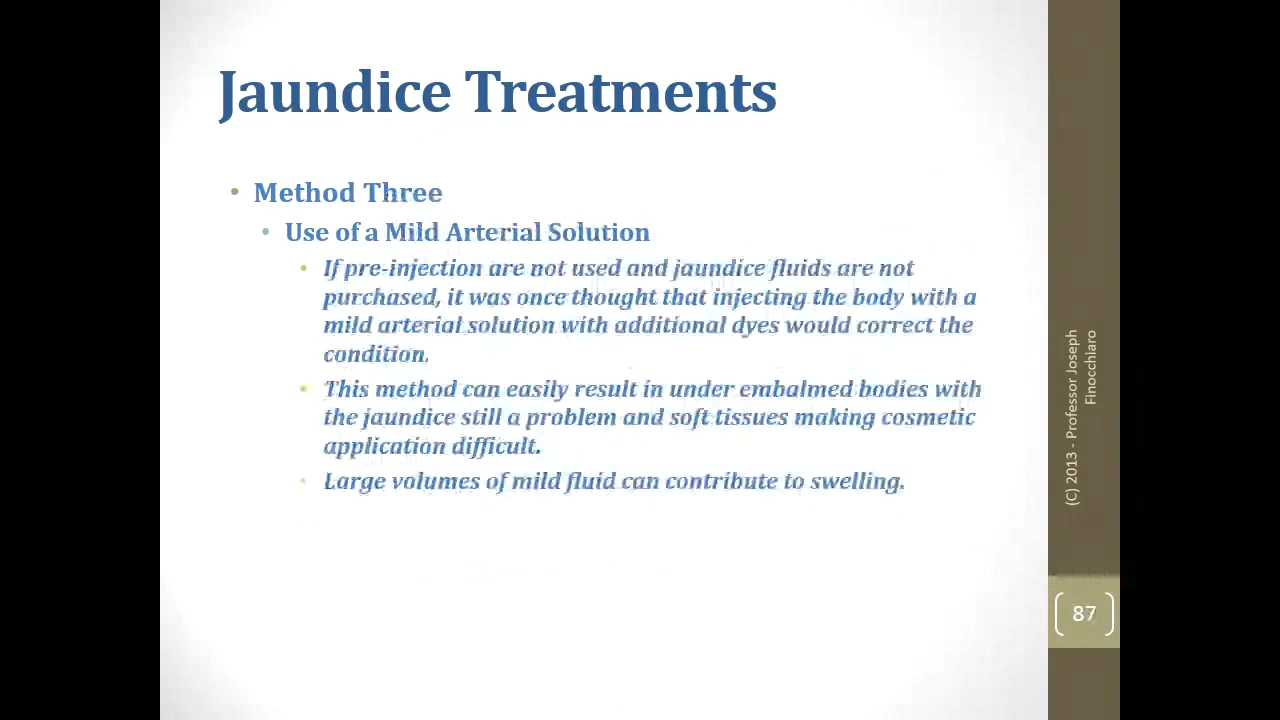 Jaundice Treatments
• Method Three
• Use of a Mild Arterial Solution
• If pre-injection are not used and jaundice fluids are not
purchased, it was once thought that injecting the body with a
mild arterial solution with additional dyes would correct the
condition.
• This method can easily result in under embalmed bodies with
the jaundice still a problem and soft tissues making cosmetic
application difficult.
• Large volumes of mild fluid can contribute to swelling.
(C) 2013 - Professor Joseph
Finocchiaro
87